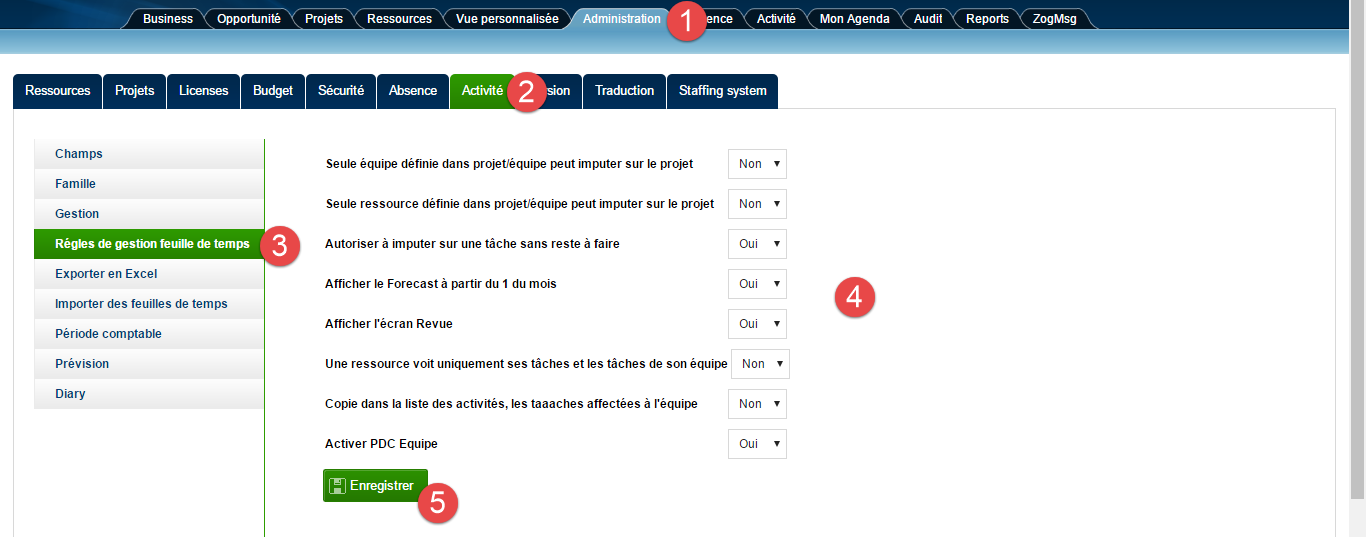 Business Opportunité Projets Ressources Vue personnalisée Administration 1 ence Activité Mon Agenda Audit Reports ZogMsg
Ressources Projets Licenses Budget Sécurité Absence Activité 2 sion Traduction Staffing system
Champs
Famille
Gestion
Règles de gestion feuille de temps 3
Exporter en Excel
Importer des feuilles de temps
Période comptable
Prévision
Diary
Seule équipe définie dans projet/équipe peut imputer sur le projet Non
Seule ressource définie dans projet/équipe peut imputer sur le projet Non
Autoriser à imputer sur une tâche sans reste à faire Oui
Afficher le Forecast à partir du 1 du mois Oui
4
Afficher l'écran Revue Oui
Une ressource voit uniquement ses tâches et les tâches de son équipe Non
Copie dans la liste des activités, les taaaches affectées à l'équipe Non
Activer PDC Equipe Oui
Enregistrer 5